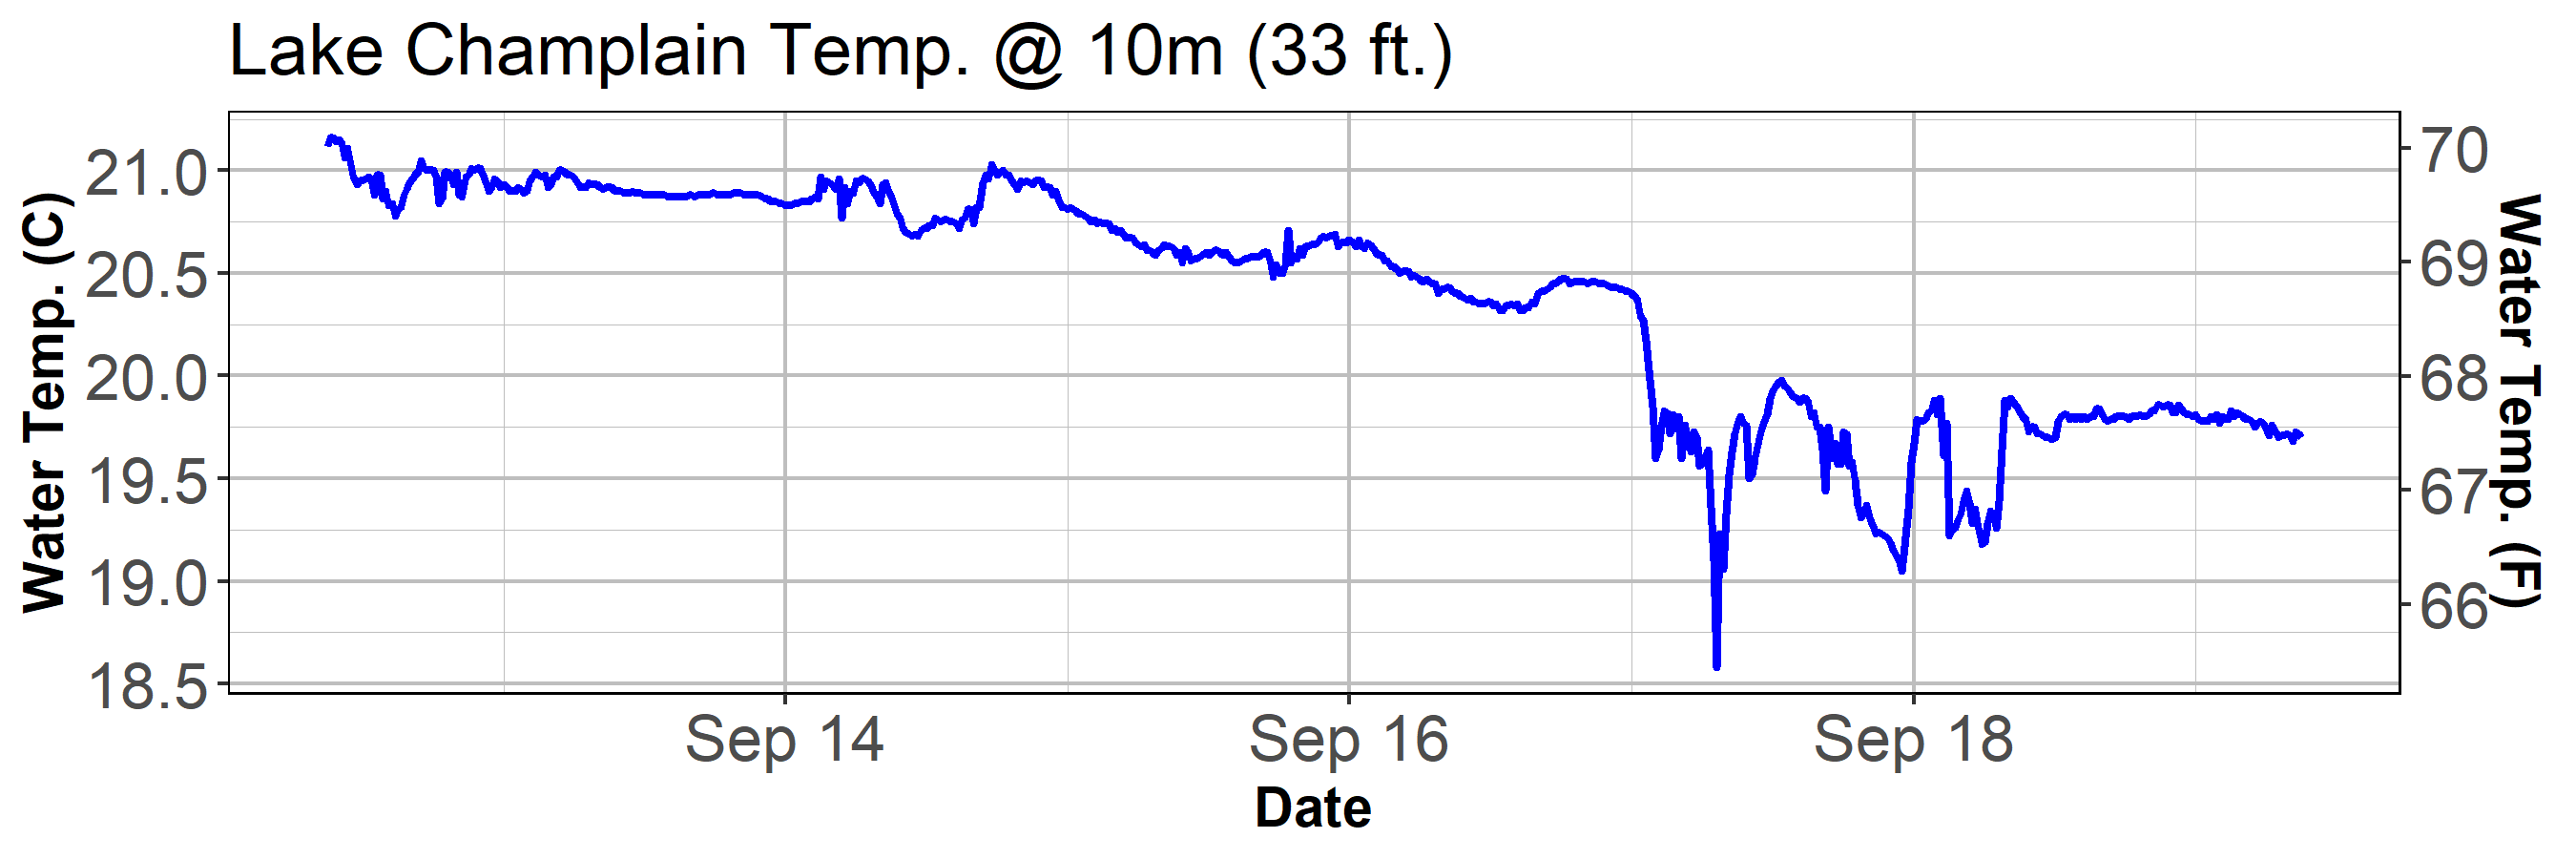 Lake Champlain Temp. @ 10m (33 ft.)
Water Temp. (C)
21.0
20.5
20.0
19.5
19.0
18.5
70
69
68
67
66
Water Temp. (F)
Sep 14
Sep 16
Sep 18
Date